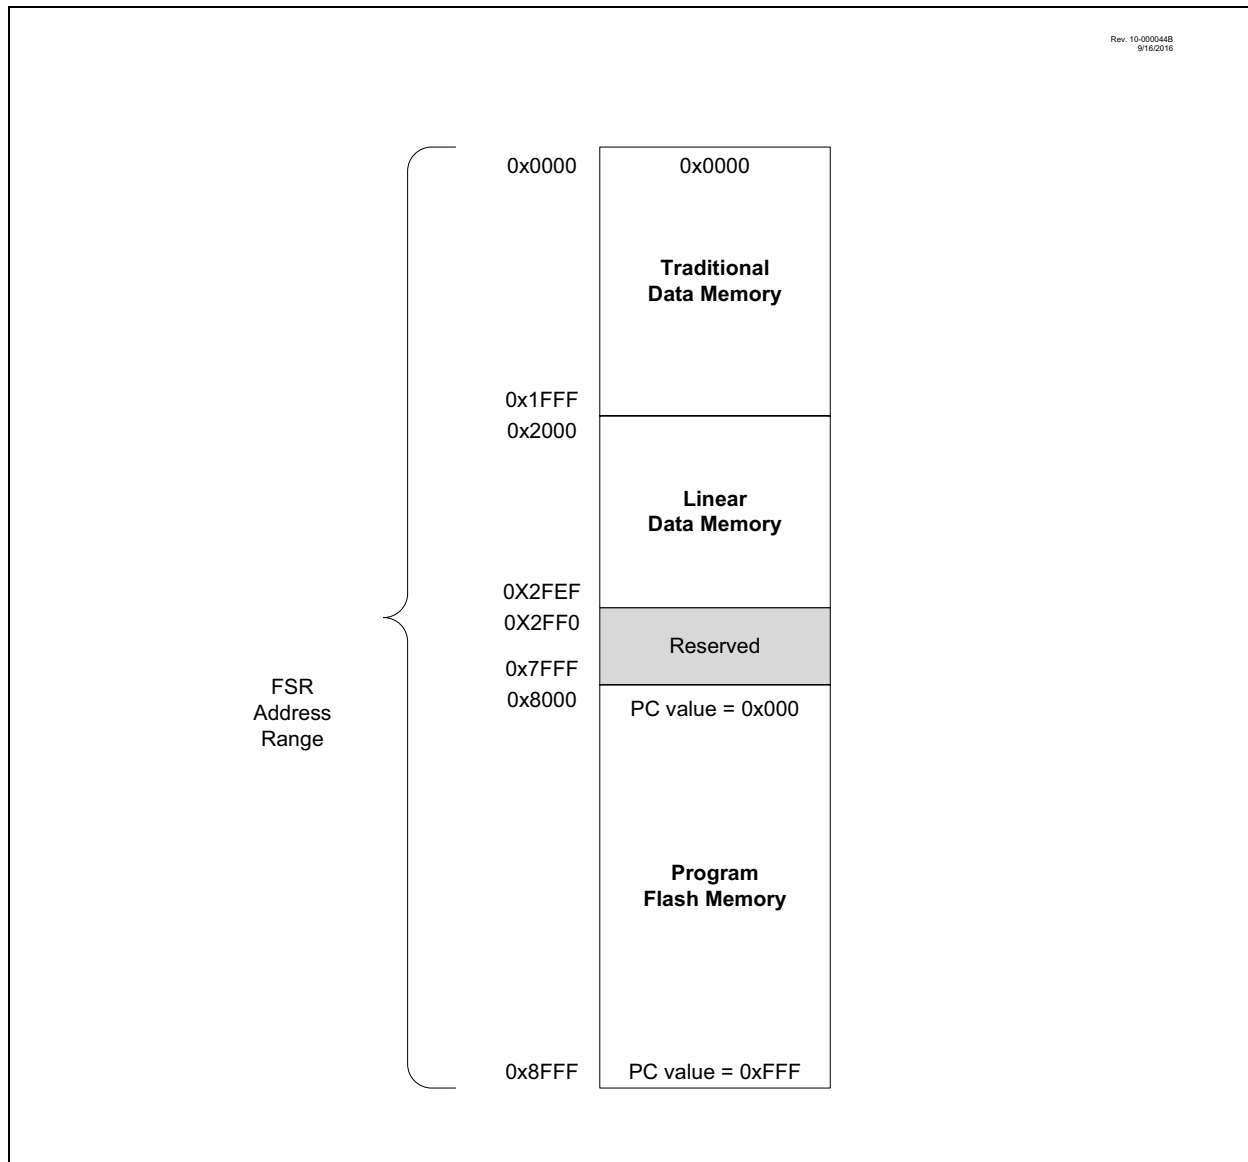 Rev. 10-000044B
9/16/2016
0x0000
0x0000
Traditional
Data Memory
0x1FFF
0x2000
Linear
Data Memory
0X2FEF
0X2FF0
Reserved
0x7FFF
0x8000
PC value = 0x000
FSR
Address
Range
Program
Flash Memory
0x8FFF
PC value = 0xFFF